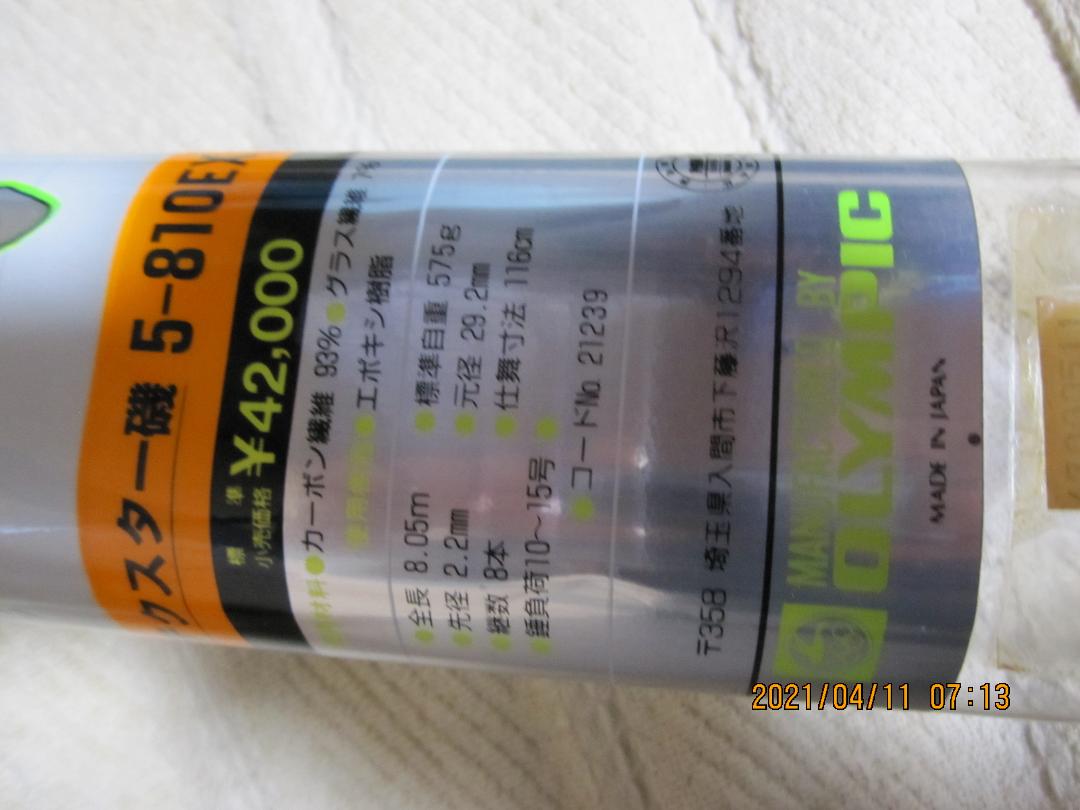 クスター磯 5-810EX
標準
小売価格 ¥42,000
●カーボン繊維 93% ●グラス繊維 7%
●エポキシ樹脂
●全長 8.05m ●標準自重 575g
●先径 2.2mm ●元径 29.2mm
●継数 8本 ●仕舞寸法 116cm
●錘負荷10〜15号
●コードNo. 21239
〒358 埼玉県入間市下藤沢1294番地
MANUFACTURED BY
OLYMPIC
MADE IN JAPAN
2021/04/11 07:13